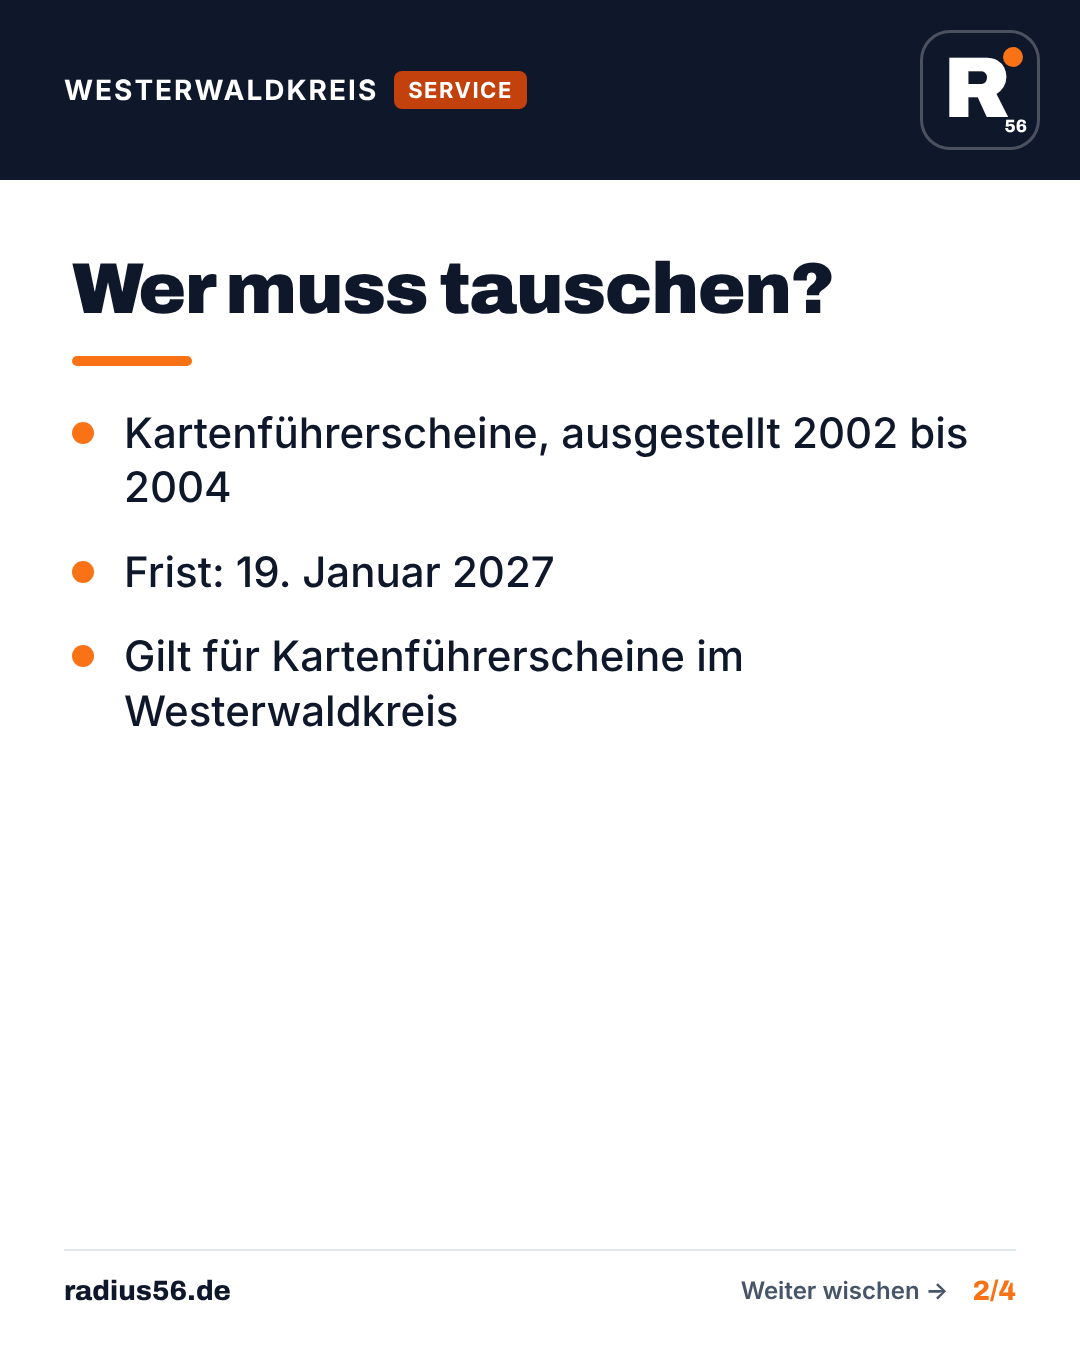 WESTERWALDKREIS SERVICE
R
56
Wer muss tauschen?
Kartenführerscheine, ausgestellt 2002 bis
2004
Frist: 19. Januar 2027
Gilt für Kartenführerscheine im
Westerwaldkreis
radius56.de
Weiter wischen → 2/4